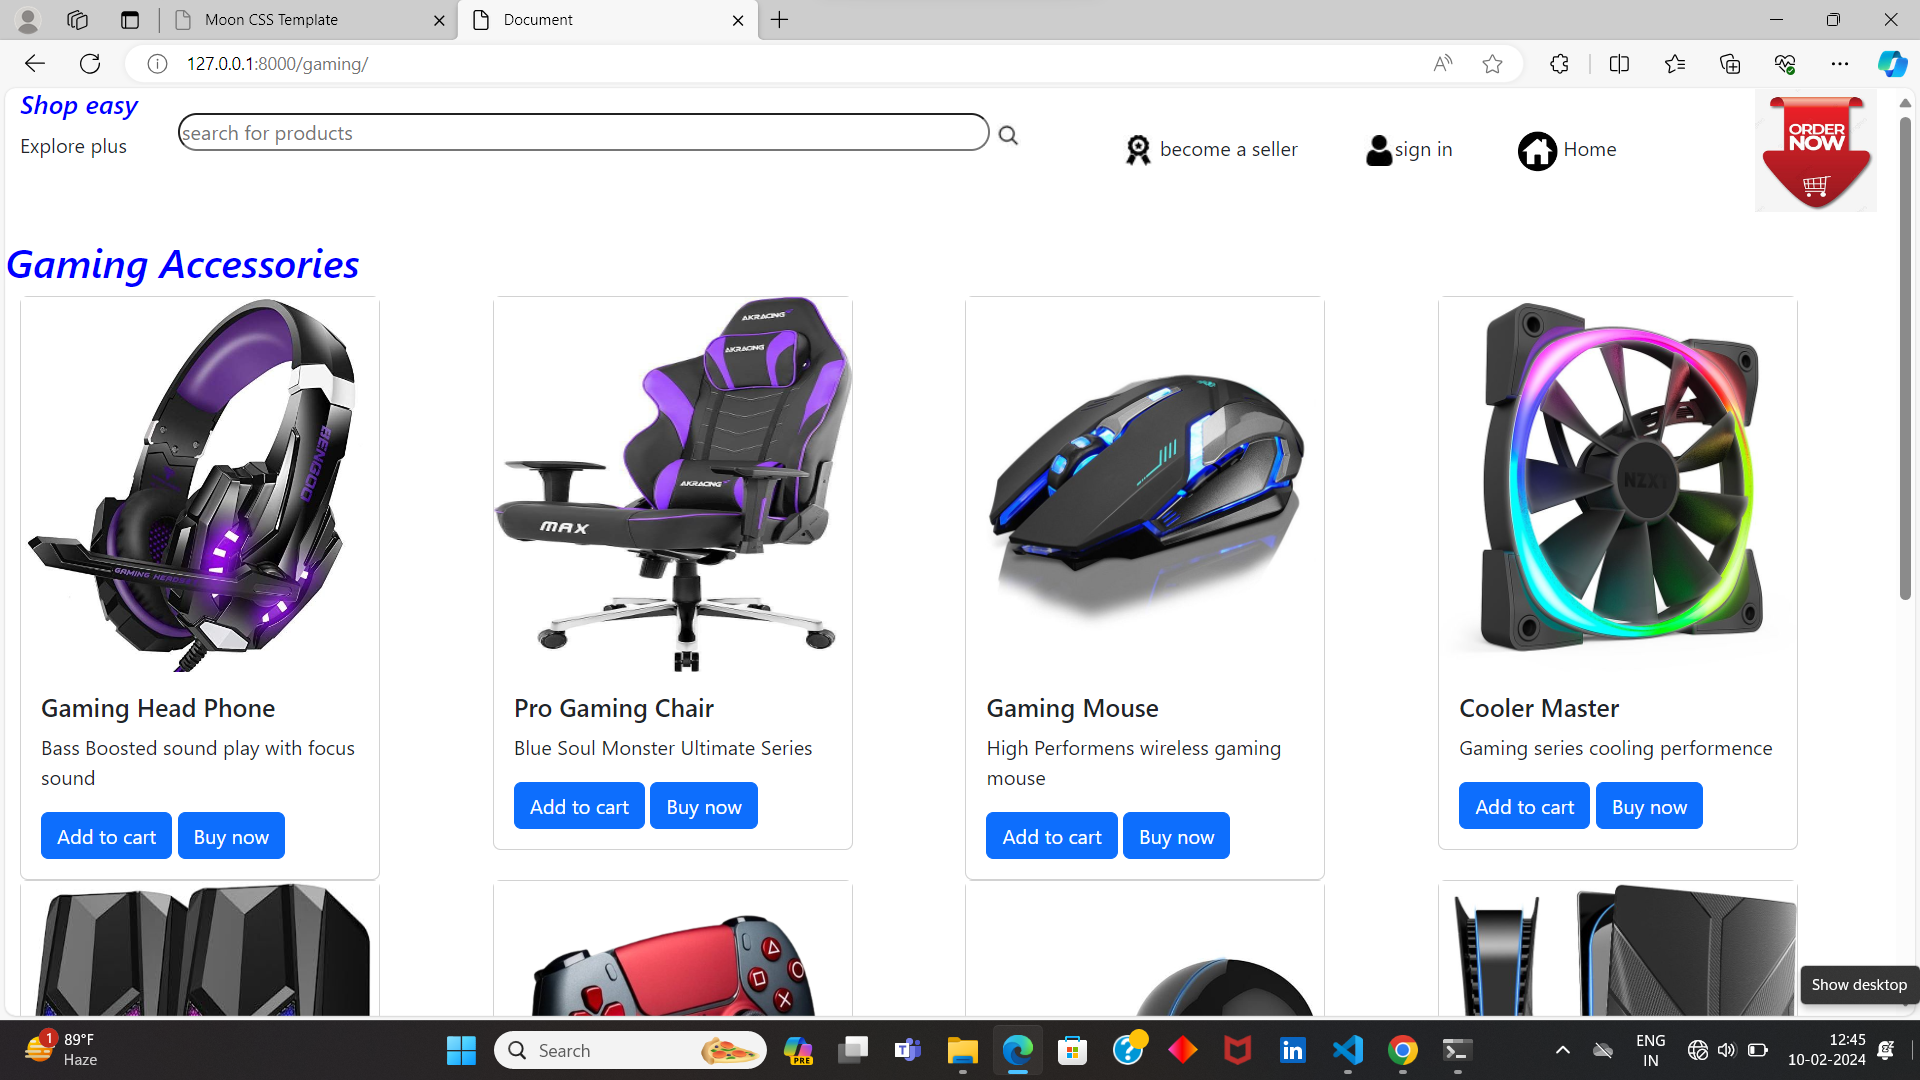 Moon CSS Template
Document
127.0.0.1:8000/gaming/
Shop easy
Explore plus
search for products
become a seller
sign in
Home
ORDER
NOW
Gaming Accessories
BENGOO
GAMING HEADSET
AKRACING
AKRACING
AKRACING
MAX
NZXT
Gaming Head Phone
Bass Boosted sound play with focus
sound
Add to cart
Buy now
Pro Gaming Chair
Blue Soul Monster Ultimate Series
Add to cart
Buy now
Gaming Mouse
High Performens wireless gaming
mouse
Add to cart
Buy now
Cooler Master
Gaming series cooling performence
Add to cart
Buy now
Show desktop
1
89°F
Haze
Search
PRE
ENG
IN
12:45
10-02-2024